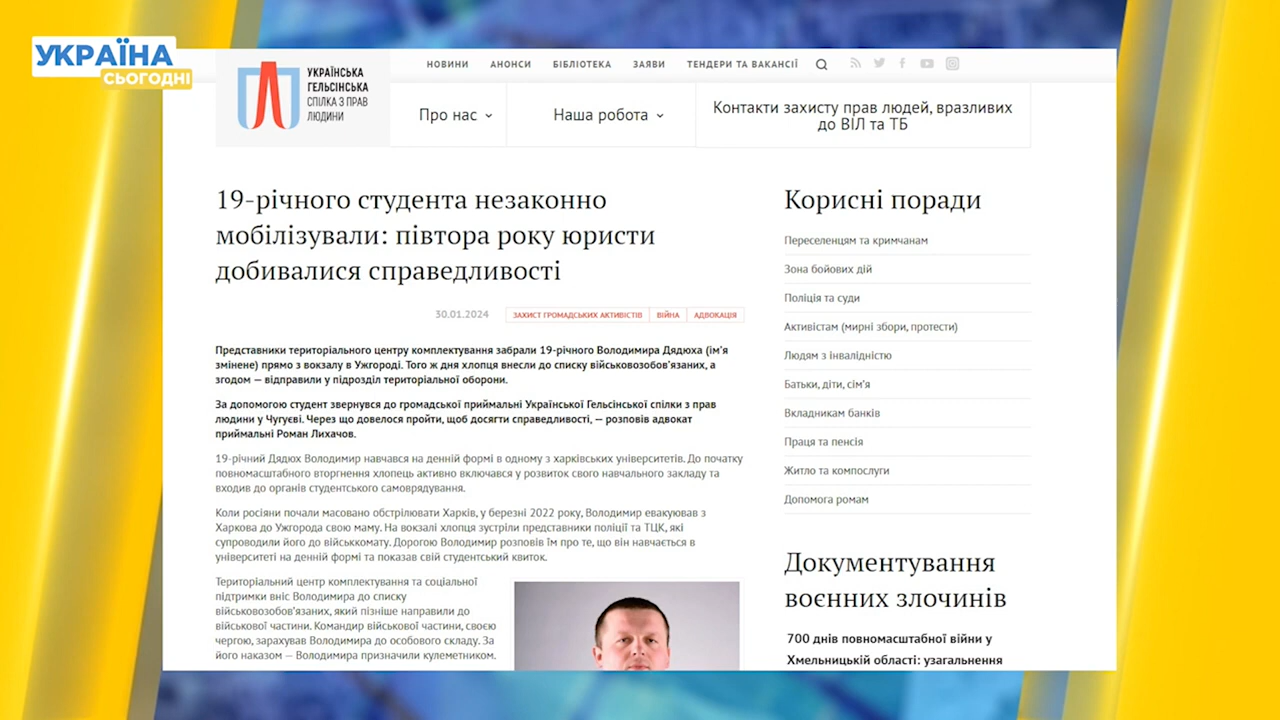 УКРАЇНА
СЬОГОДНІ
НОВИНИ АНОНСИ БІБЛІОТЕКА ЗАЯВИ ТЕНДЕРИ ТА ВАКАНСІЇ
УКРАЇНСЬКА
ГЕЛЬСІНСЬКА
СПІЛКА З ПРАВ
ЛЮДИНИ
Про нас
Наша робота
Контакти захисту прав людей, вразливих
до ВІЛ та ТБ
19-річного студента незаконно
мобілізували: півтора року юристи
добивалися справедливості
30.01.2024
ЗАХИСТ ГРОМАДСЬКИХ АКТИВІСТІВ ВІЙНА АДВОКАЦІЯ
Представники територіального центру комплектування забрали 19-річного Володимира Дядюха (ім'я
змінене) прямо з вокзалу в Ужгороді. Того ж дня хлопця внесли до списку військовозобов'язаних, а
згодом — відправили у підрозділ територіальної оборони.
За допомогою студент звернувся до громадської приймальні Української Гельсінської спілки з прав
людини у Чугуєві. Через що довелося пройти, щоб досягти справедливості, — розповів адвокат
приймальні Роман Лихачов.
19-річний Дядюх Володимир навчався на денній формі в одному з харківських університетів. До початку
повномасштабного вторгнення хлопець активно включався у розвиток свого навчального закладу та
входив до органів студентського самоврядування.
Коли росіяни почали масовано обстрілювати Харків, у березні 2022 року, Володимир евакуював з
Харкова до Ужгорода свою маму. На вокзалі хлопця зустріли представники поліції та ТЦК, які
супроводили його до військкомату. Дорогою Володимир розповів їм про те, що він навчається в
університеті на денній формі та показав свій студентський квиток.
Територіальний центр комплектування та соціальної
підтримки вніс Володимира до списку
військовозобов'язаних, який пізніше направили до
військової частини. Командир військової частини, своєю
чергою, зарахував Володимира до особового складу. За
його наказом — Володимира призначили кулеметником.
Корисні поради
Переселенцям та кримчанам
Зона бойових дій
Поліція та суди
Активістам (мирні збори, протести)
Людям з інвалідністю
Батьки, діти, сім'я
Вкладникам банків
Праця та пенсія
Житло та компослуги
Допомога ромам
Документування
воєнних злочинів
700 днів повномасштабної війни у
Хмельницькій області: узагальнення